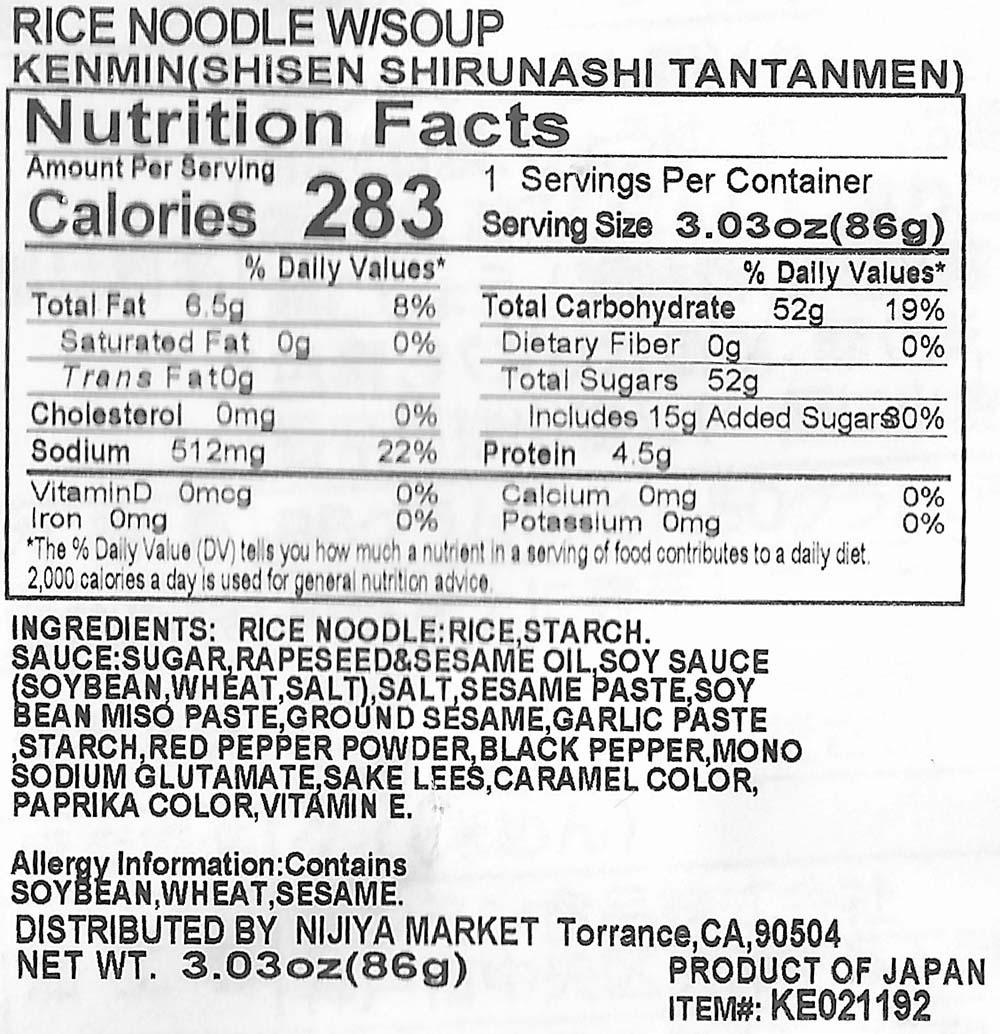 RICE NOODLE W/SOUP
KENMIN(SHISEN SHIRUNASHI TANTANMEN)
Nutrition Facts
Amount Per Serving
Calories 283
1 Servings Per Container
Serving Size 3.03oz(86g)
% Daily Values*
Total Fat 6.5g 8%
Saturated Fat 0g 0%
Trans Fat0g
Cholesterol 0mg 0%
Sodium 512mg 22%
% Daily Values*
Total Carbohydrate 52g 19%
Dietary Fiber 0g 0%
Total Sugars 52g
Includes 15g Added Sugars30%
Protein 4.5g
VitaminD 0mcg 0%
Iron 0mg 0%
Calcium 0mg 0%
Potassium 0mg 0%
*The % Daily Value (DV) tells you how much a nutrient in a serving of food contributes to a daily diet.
2,000 calories a day is used for general nutrition advice.
INGREDIENTS: RICE NOODLE:RICE,STARCH.
SAUCE:SUGAR,RAPESEED&SESAME OIL,SOY SAUCE
(SOYBEAN,WHEAT,SALT),SALT,SESAME PASTE,SOY
BEAN MISO PASTE,GROUND SESAME,GARLIC PASTE
,STARCH,RED PEPPER POWDER,BLACK PEPPER,MONO
SODIUM GLUTAMATE,SAKE LEES,CARAMEL COLOR,
PAPRIKA COLOR,VITAMIN E.
Allergy Information:Contains
SOYBEAN,WHEAT,SESAME.
DISTRIBUTED BY NIJIYA MARKET Torrance,CA,90504
NET WT. 3.03oz(86g)
PRODUCT OF JAPAN
ITEM#: KE021192